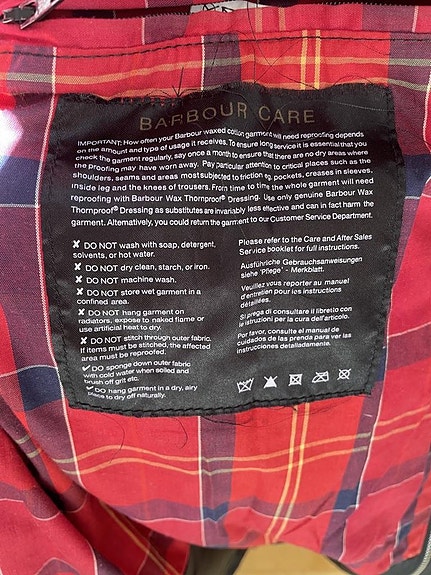 BARBOUR CARE
IMPORTANT: How often your Barbour waxed cotton garment will need reproofing depends
on the amount and type of usage it receives. To ensure long service it is essential that you
check the garment regularly, say once a month to ensure that there are no dry areas where
the proofing may have worn away. Pay particular attention to critical places such as the
shoulders, seams and areas most subjected to friction eg. pockets, creases in sleeves,
inside leg and the knees of trousers. From time to time the whole garment will need
reproofing with Barbour Wax Thornproof® Dressing. Use only genuine Barbour Wax
Thornproof® Dressing as substitutes are invariably less effective and can in fact harm the
garment. Alternatively, you could return the garment to our Customer Service Department.
✘ DO NOT wash with soap, detergent,
solvents, or hot water.
✘ DO NOT dry clean, starch, or iron.
✘ DO NOT machine wash.
✘ DO NOT store wet garment in a
confined area.
✘ DO NOT hang garment on
radiators, expose to naked flame or
use artificial heat to dry.
✘ DO NOT stitch through outer fabric.
If items must be stitched, the affected
area must be reproofed.
✔ DO sponge down outer fabric
with cold water when soiled and
brush off grit etc.
✔ DO hang garment in a dry, airy
place to dry off naturally.
Please refer to the Care and After Sales
Service booklet for full instructions.
Ausführliche Gebrauchsanweisungen
siehe 'Pflege' - Merkblatt.
Veuillez vous reporter au manuel
d'entretien pour les instructions
détaillées.
Si prega di consultare il libretto con
le istruzioni per la cura dell'articolo.
Por favor, consulte el manual de
cuidados de las prenda para ver las
instrucciones detalladamente.